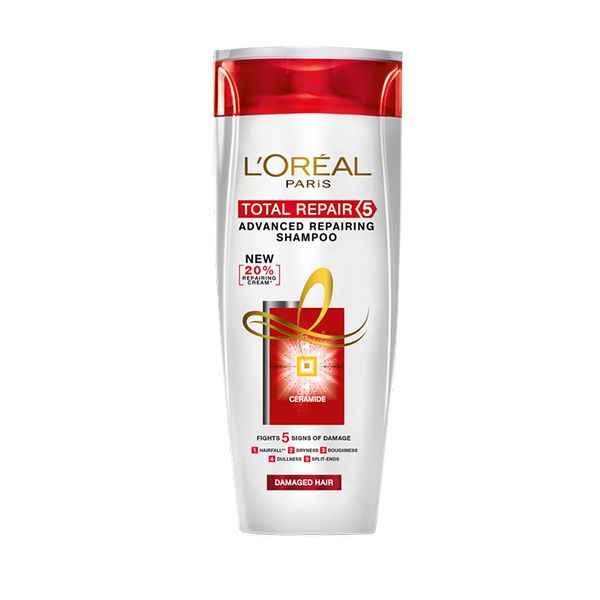 L'ORÉAL
PARiS
TOTAL REPAIR 5
ADVANCED REPAIRING
SHAMPOO
NEW
20%
REPAIRING
CREAM*
CERAMIDE
FIGHTS 5 SIGNS OF DAMAGE
1 HAIRFALL** 2 DRYNESS 3 ROUGHNESS
4 DULLNESS 5 SPLIT-ENDS
DAMAGED HAIR